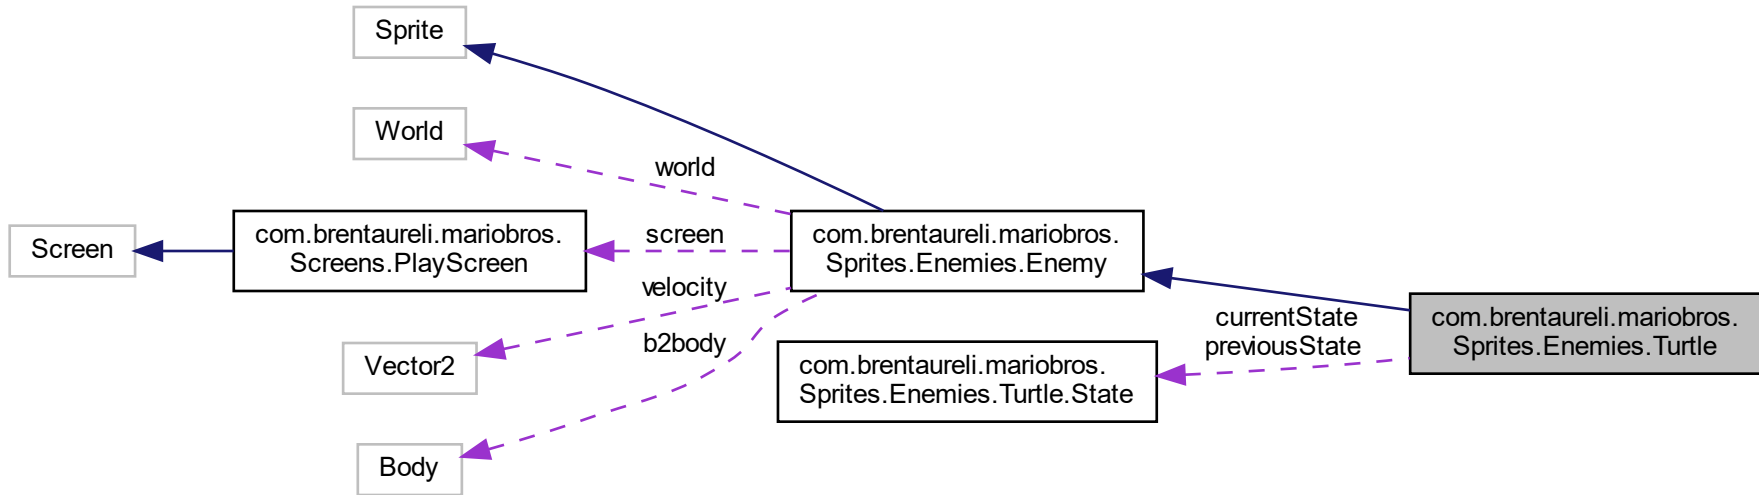 Sprite
World
world
Screen
com.brentaureli.mariobros.
Screens.PlayScreen
screen
com.brentaureli.mariobros.
Sprites.Enemies.Enemy
velocity
Vector2
b2body
Body
com.brentaureli.mariobros.
Sprites.Enemies.Turtle.State
currentState
previousState
com.brentaureli.mariobros.
Sprites.Enemies.Turtle